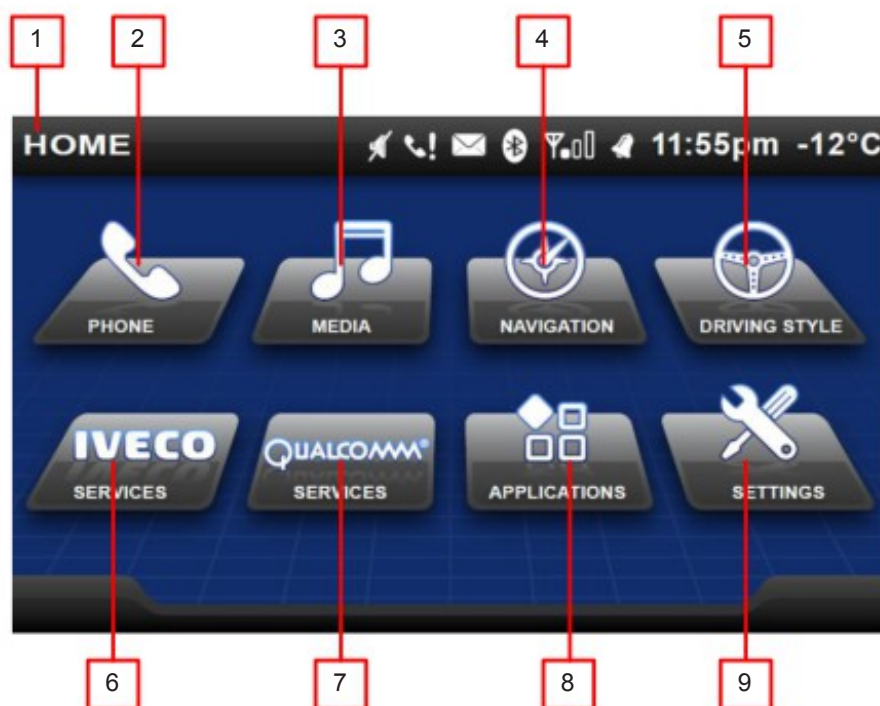 1 2 3 4 5
HOME 11:55pm -12°C
PHONE MEDIA NAVIGATION DRIVING STYLE
IVECO QUALCOMM®
SERVICES SERVICES APPLICATIONS SETTINGS
6 7 8 9